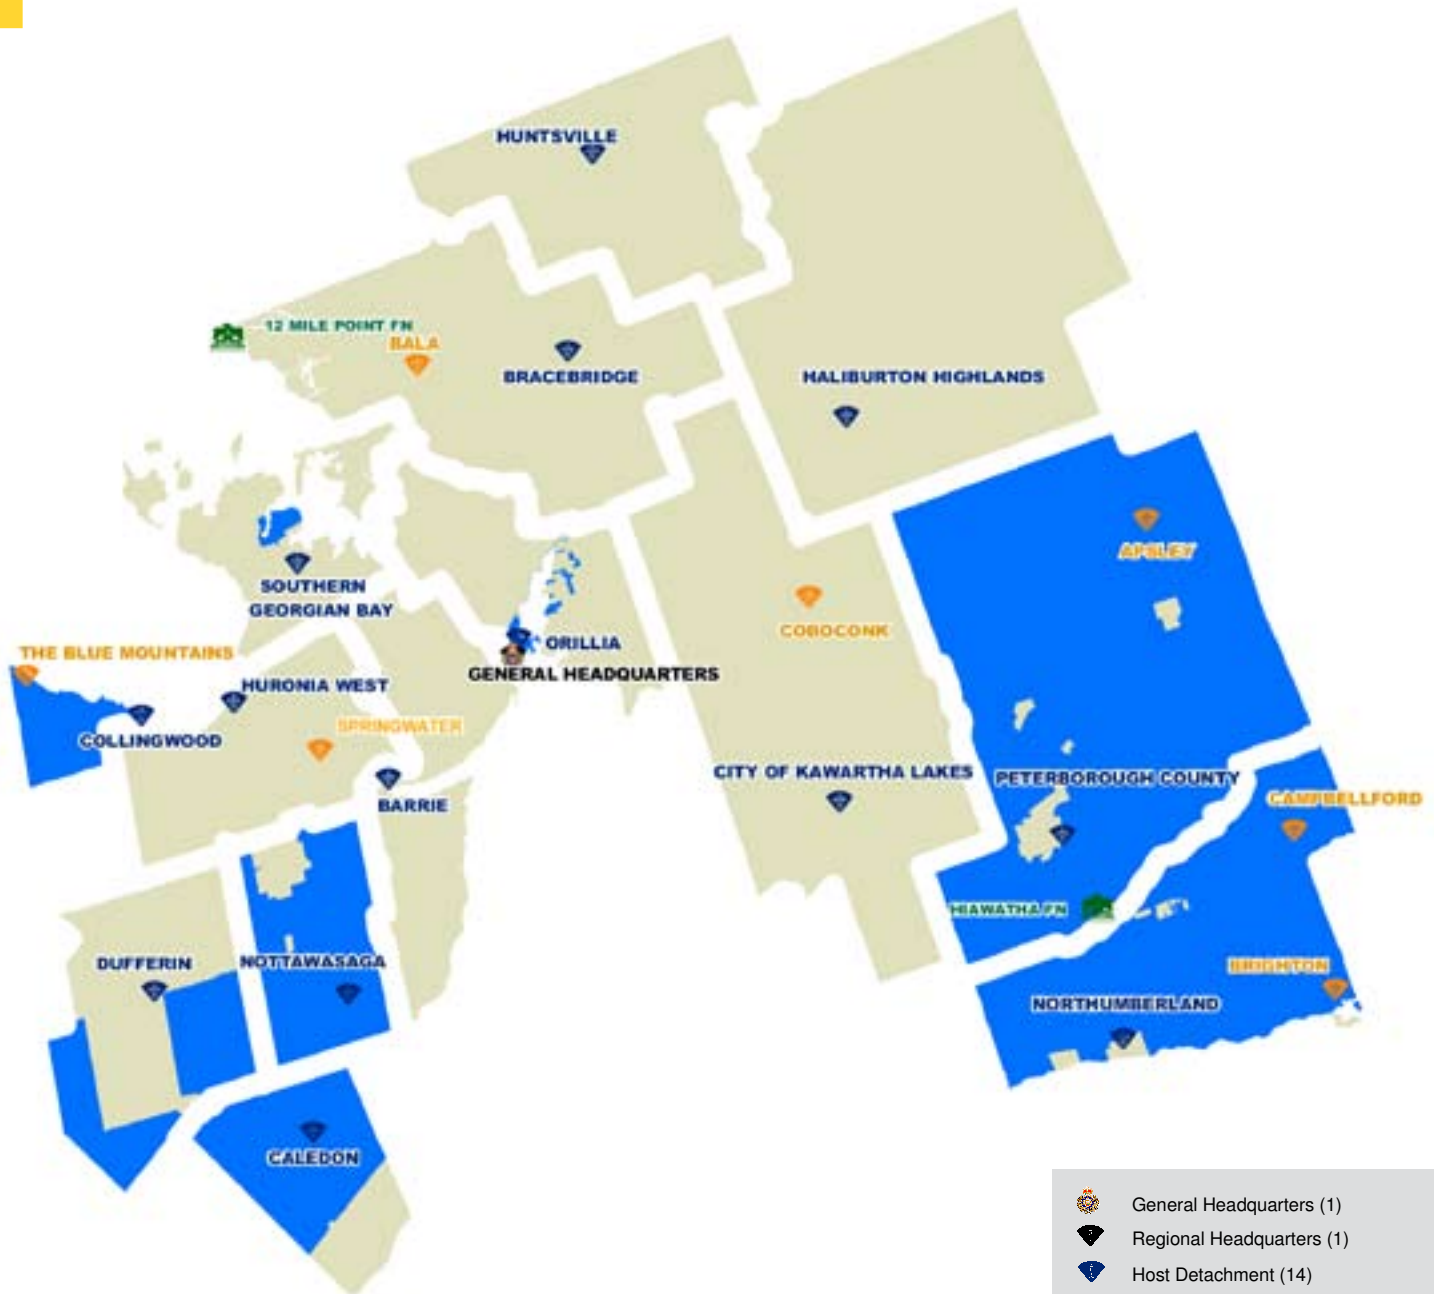 HUNTSVILLE
12 MILE POINT FN
BALA
BRACEBRIDGE
HALIBURTON HIGHLANDS
APSLEY
SOUTHERN
GEORGIAN BAY
COBOCONK
ORILLIA
THE BLUE MOUNTAINS
GENERAL HEADQUARTERS
HURONIA WEST
SPRINGWATER
COLLINGWOOD
CITY OF KAWARTHA LAKES
PETERBOROUGH COUNTY
BARRIE
CAMPBELLFORD
HIAWATHA FN
DUFFERIN
NOTTAWASAGA
BRIGHTON
NORTHUMBERLAND
CALEDON
General Headquarters (1)
Regional Headquarters (1)
Host Detachment (14)